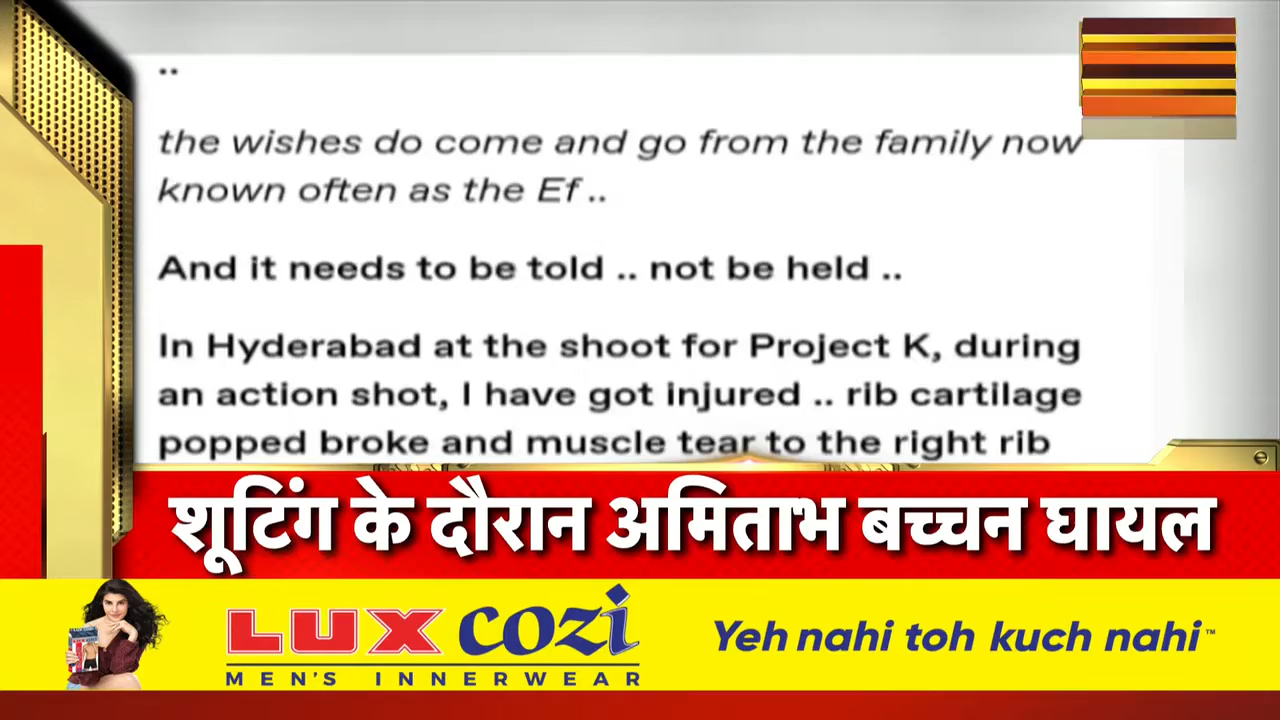 ..
the wishes do come and go from the family now
known often as the Ef ..
And it needs to be told .. not be held ..
In Hyderabad at the shoot for Project K, during
an action shot, I have got injured .. rib cartilage
popped broke and muscle tear to the right rib
शूटिंग के दौरान अमिताभ बच्चन घायल
LUX cozi
MEN'S INNERWEAR
Yeh nahi toh kuch nahi™